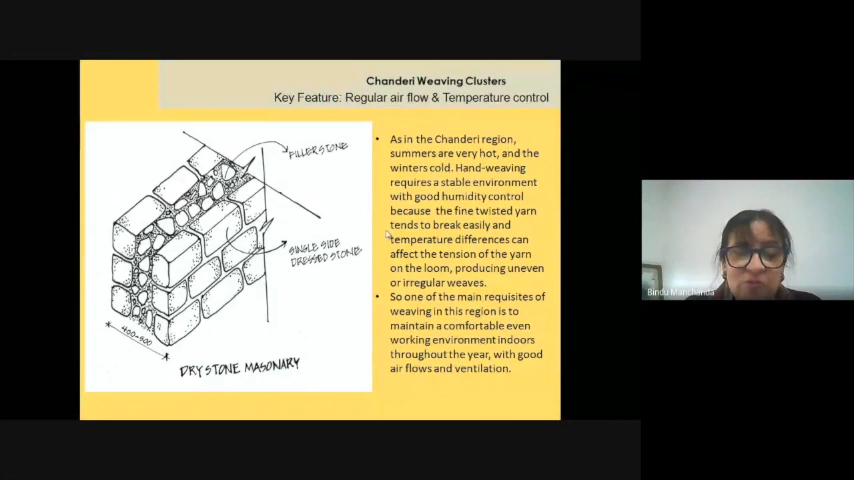 Chanderi Weaving Clusters
Key Feature: Regular air flow & Temperature control
FILLERSTONE
SINGLE SIDE
DRESSED STONE
400-500
DRY STONE MASONARY
• As in the Chanderi region,
summers are very hot, and the
winters cold. Hand-weaving
requires a stable environment
with good humidity control
because the fine twisted yarn
tends to break easily and
temperature differences can
affect the tension of the yarn
on the loom, producing uneven
or irregular weaves.
• So one of the main requisites of
weaving in this region is to
maintain a comfortable even
working environment indoors
throughout the year, with good
air flows and ventilation.
Bindu Manchanda